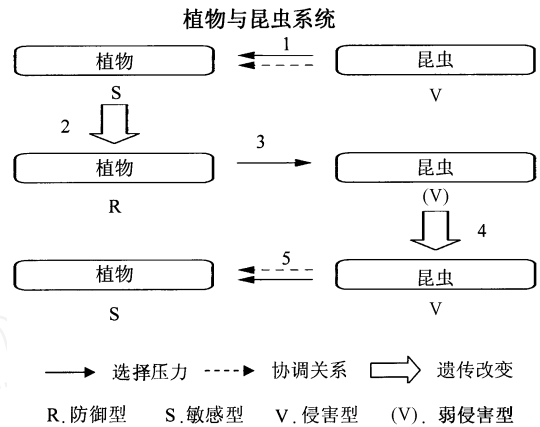 植物与昆虫系统
植物 1 昆虫
S V
2
植物 3 昆虫
R (V)
4
植物 5 昆虫
S V
选择压力 协调关系 遗传改变
R.防御型 S.敏感型 V.侵害型 (V). 弱侵害型